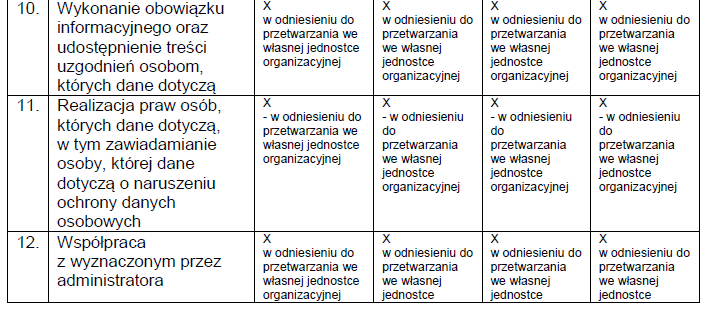 10.
Wykonanie obowiązku
informacyjnego oraz
udostępnienie treści
uzgodnień osobom,
których dane dotyczą
X
w odniesieniu do
przetwarzania we
własnej jednostce
organizacyjnej
X
w odniesieniu do
przetwarzania
we własnej
jednostce
organizacyjnej
X
w odniesieniu do
przetwarzania
we własnej
jednostce
organizacyjnej
X
w odniesieniu do
przetwarzania
we własnej
jednostce
organizacyjnej
11.
Realizacja praw osób,
których dane dotyczą,
w tym zawiadamianie
osoby, której dane
dotyczą o naruszeniu
ochrony danych
osobowych
X
- w odniesieniu do
przetwarzania we
własnej jednostce
organizacyjnej
X
- w odniesieniu
do
przetwarzania
we własnej
jednostce
organizacyjnej
X
- w odniesieniu
do
przetwarzania
we własnej
jednostce
organizacyjnej
X
- w odniesieniu
do
przetwarzania
we własnej
jednostce
organizacyjnej
12.
Współpraca
z wyznaczonym przez
administratora
X
w odniesieniu do
przetwarzania we
własnej jednostce
organizacyjnej
X
w odniesieniu do
przetwarzania
we własnej
jednostce
X
w odniesieniu do
przetwarzania
we własnej
jednostce
X
w odniesieniu do
przetwarzania
we własnej
jednostce